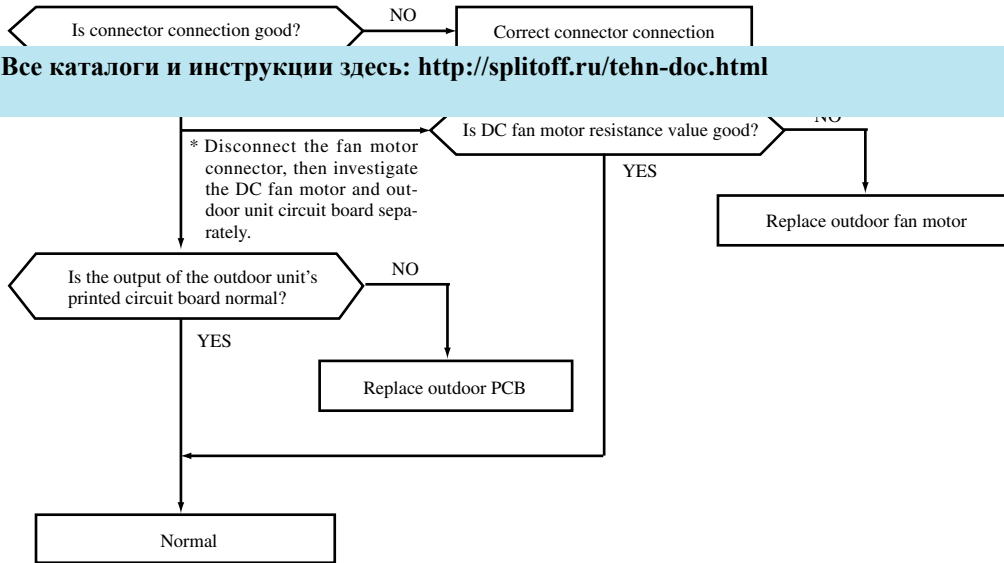 Is connector connection good?
NO
Correct connector connection
Все каталоги и инструкции здесь: http://splitoff.ru/tehn-doc.html
Is DC fan motor resistance value good?
NO
* Disconnect the fan motor
connector, then investigate
the DC fan motor and out-
door unit circuit board sepa-
rately.
YES
Replace outdoor fan motor
Is the output of the outdoor unit's
printed circuit board normal?
NO
YES
Replace outdoor PCB
Normal